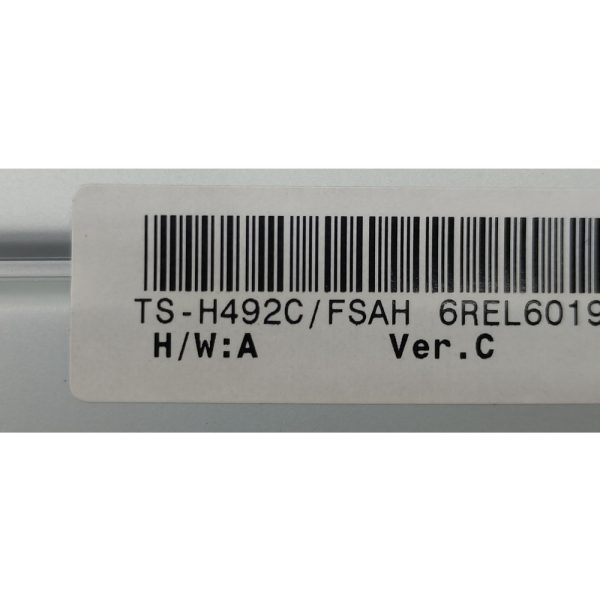 TS-H492C/FSAH 6REL6019
H/W:A Ver.C